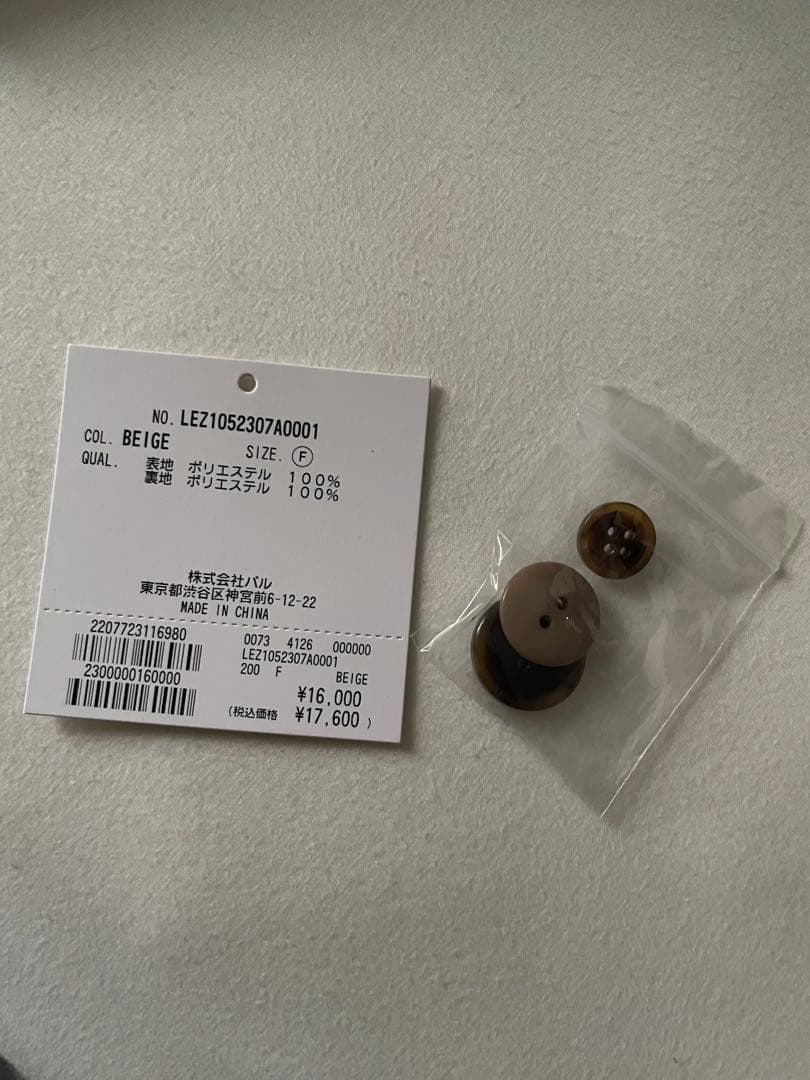 NO. LEZ1052307A0001
COL. BEIGE SIZE. Ⓕ
QUAL. 表地 ポリエステル 100%
裏地 ポリエステル 100%
株式会社パル
東京都渋谷区神宮前6-12-22
MADE IN CHINA
2207723116980
2300000160000
0073 4126 000000
LEZ1052307A0001
200 F BEIGE
¥16,000
(税込価格 ¥17,600 )